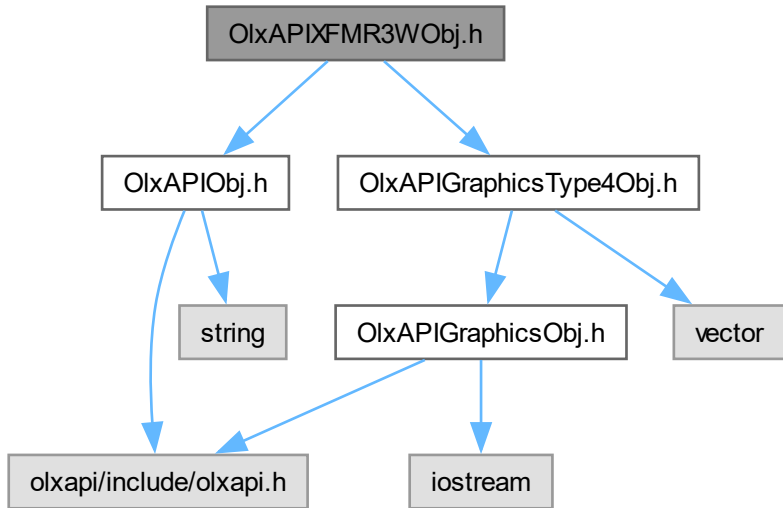 OlxAPIXFMR3WObj.h
OlxAPIObj.h
OlxAPIGraphicsType4Obj.h
string
OlxAPIGraphicsObj.h
vector
olxapi/include/olxapi.h
iostream